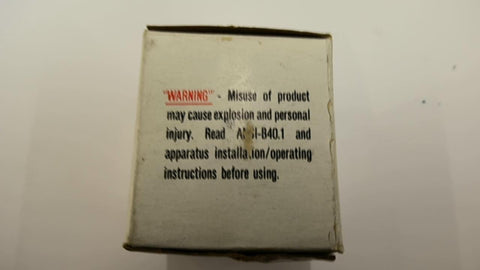 "WARNING" - Misuse of product
may cause explosion and personal
injury. Read ANSI-B40.1 and
apparatus installation/operating
instructions before using.